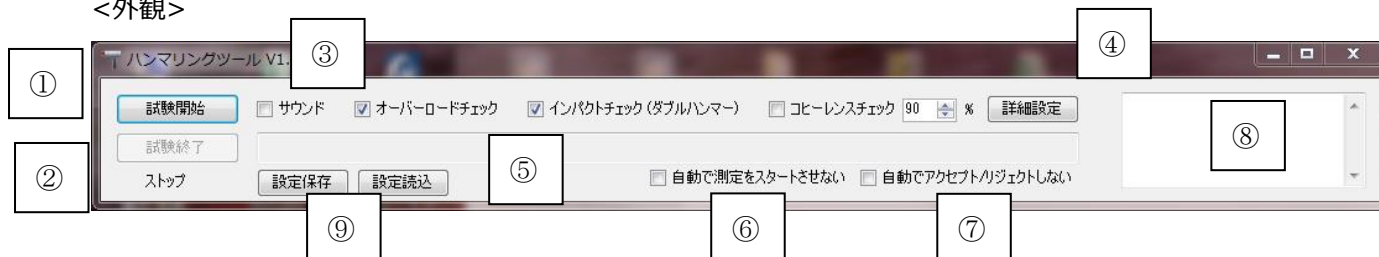 <外観>
③
④
①
ハンマリングツール V1.
試験開始 サウンド オーバーロードチェック インパクトチェック (ダブルハンマー) コヒーレンスチェック 90 % 詳細設定
⑧
試験終了
⑤
②
ストップ 設定保存 設定読込 自動で測定をスタートさせない 自動でアクセプト/リジェクトしない
⑨ ⑥ ⑦